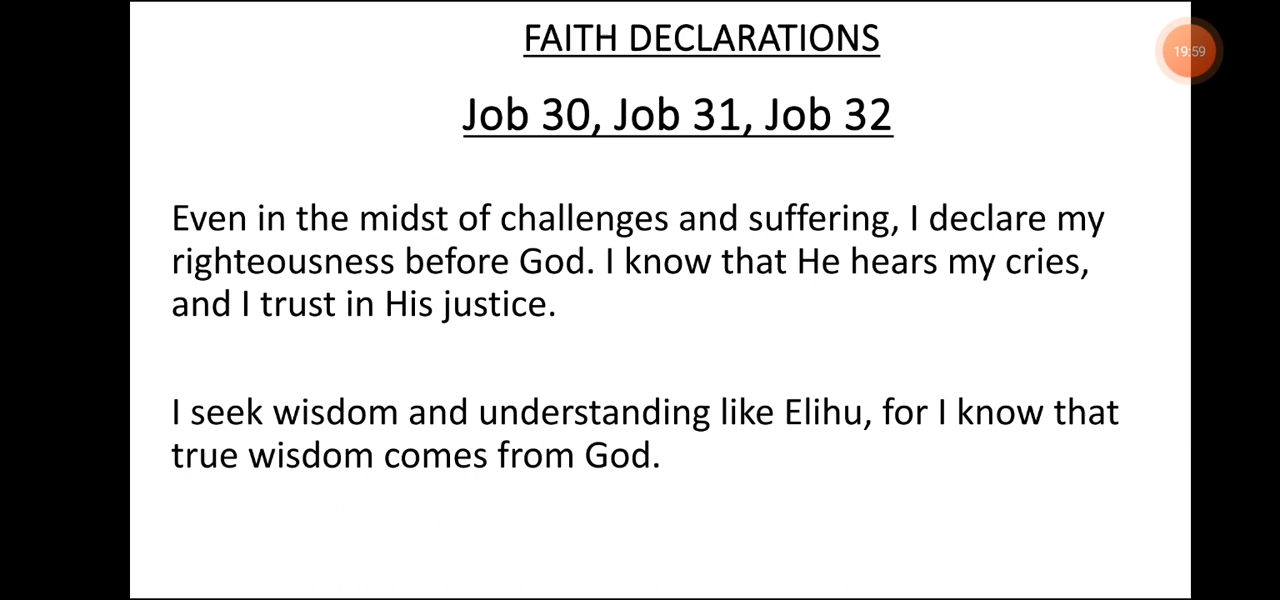 FAITH DECLARATIONS
19:59
Job 30, Job 31, Job 32
Even in the midst of challenges and suffering, I declare my
righteousness before God. I know that He hears my cries,
and I trust in His justice.
I seek wisdom and understanding like Elihu, for I know that
true wisdom comes from God.